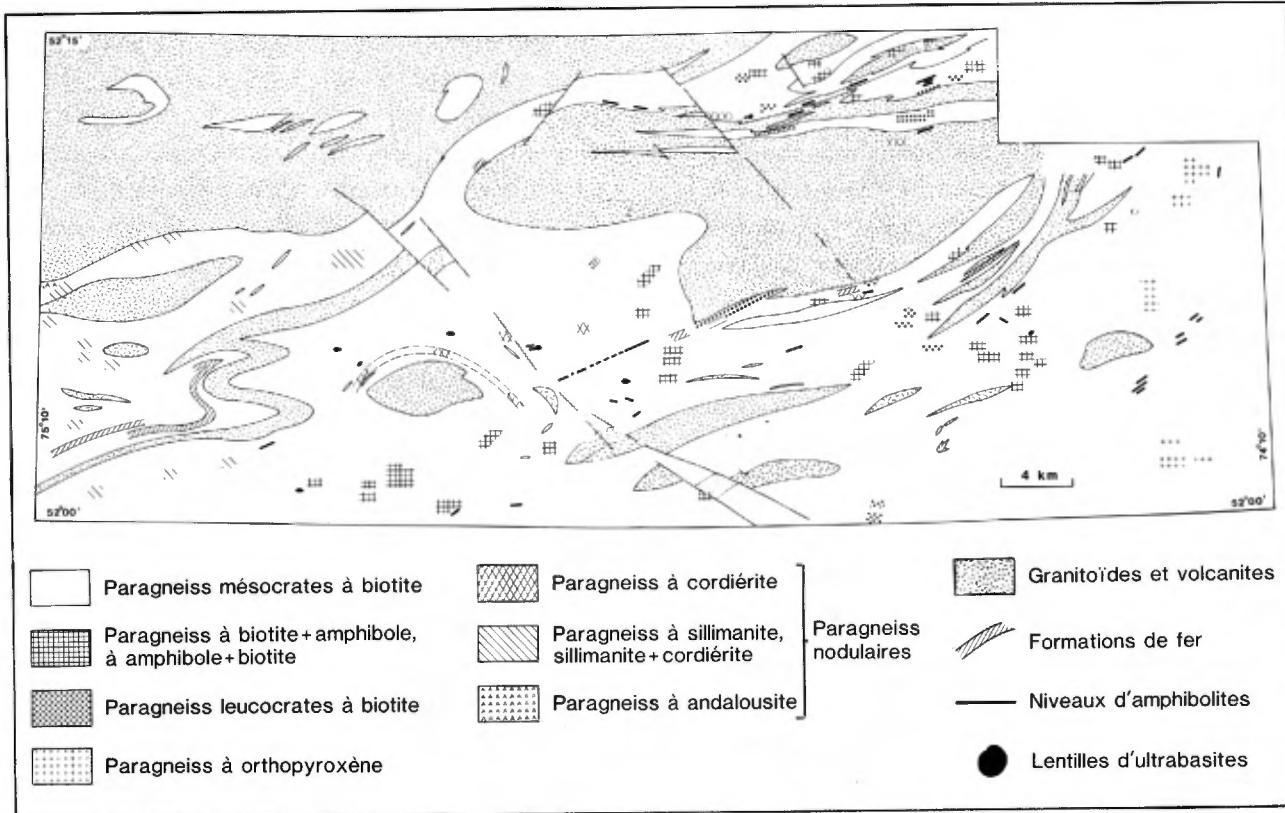 52°15'
75°10'
52°00'
4 km
74°10'
52°00'
Paragneiss mésocrates à biotite
Paragneiss à biotite + amphibole,
à amphibole + biotite
Paragneiss leucocrates à biotite
Paragneiss à orthopyroxène
Paragneiss à cordiérite
Paragneiss à sillimanite,
sillimanite + cordiérite
Paragneiss à andalousite
Paragneiss
nodulaires
Granitoïdes et volcanites
Formations de fer
Niveaux d'amphibolites
Lentilles d'ultrabasites